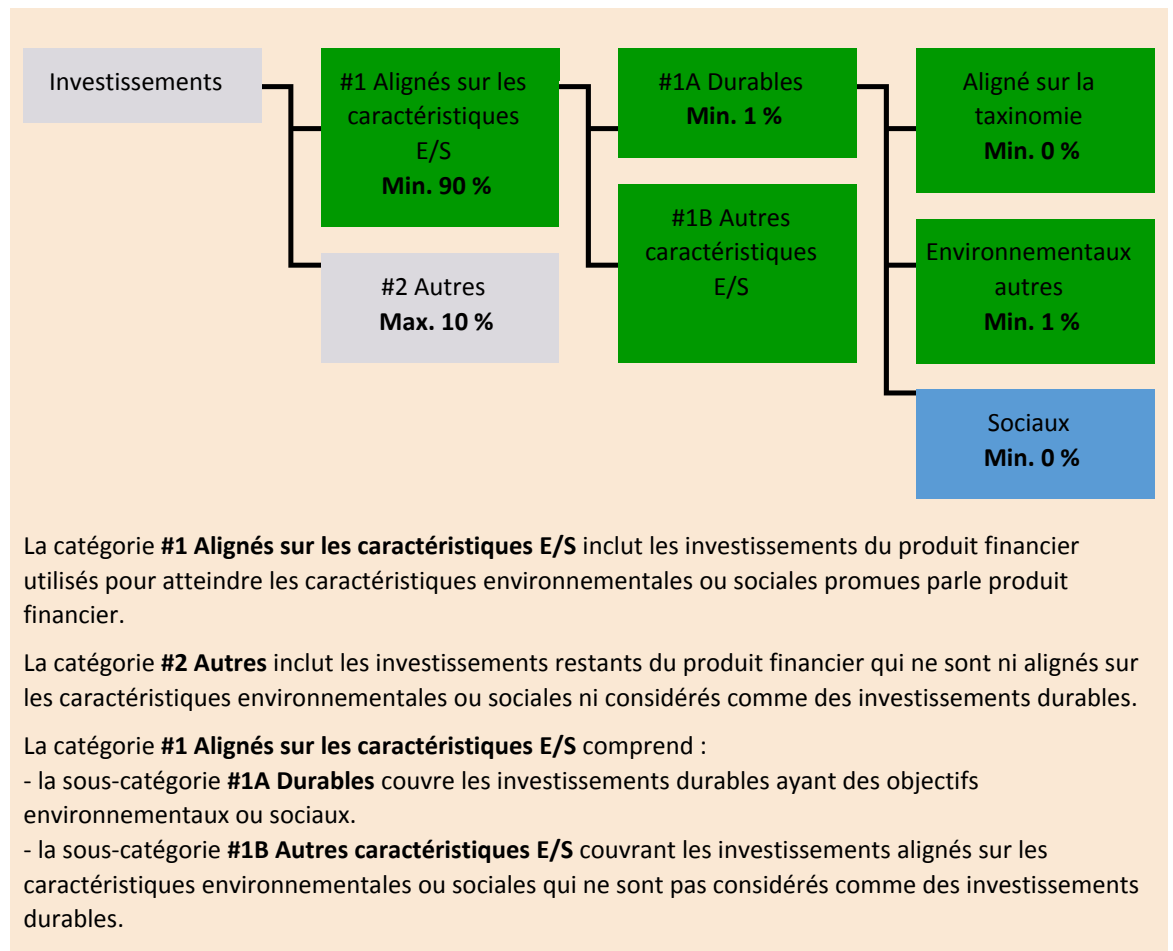 Investissements
#1 Alignés sur les
caractéristiques
E/S
Min. 90 %
#2 Autres
Max. 10 %
#1A Durables
Min. 1 %
#1B Autres
caractéristiques
E/S
Aligné sur la
taxinomie
Min. 0 %
Environnementaux
autres
Min. 1 %
Sociaux
Min. 0 %
La catégorie #1 Alignés sur les caractéristiques E/S inclut les investissements du produit financier
utilisés pour atteindre les caractéristiques environnementales ou sociales promues parle produit
financier.
La catégorie #2 Autres inclut les investissements restants du produit financier qui ne sont ni alignés sur
les caractéristiques environnementales ou sociales ni considérés comme des investissements durables.
La catégorie #1 Alignés sur les caractéristiques E/S comprend :
- la sous-catégorie #1A Durables couvre les investissements durables ayant des objectifs
environnementaux ou sociaux.
- la sous-catégorie #1B Autres caractéristiques E/S couvrant les investissements alignés sur les
caractéristiques environnementales ou sociales qui ne sont pas considérés comme des investissements
durables.